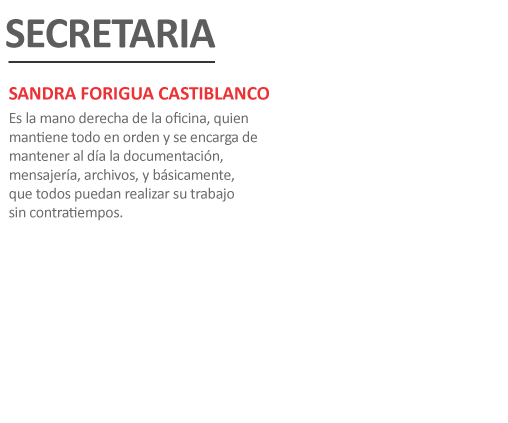 SECRETARIA
SANDRA FORIGUA CASTIBLANCO
Es la mano derecha de la oficina, quien
mantiene todo en orden y se encarga de
mantener al día la documentación,
mensajería, archivos, y básicamente,
que todos puedan realizar su trabajo
sin contratiempos.